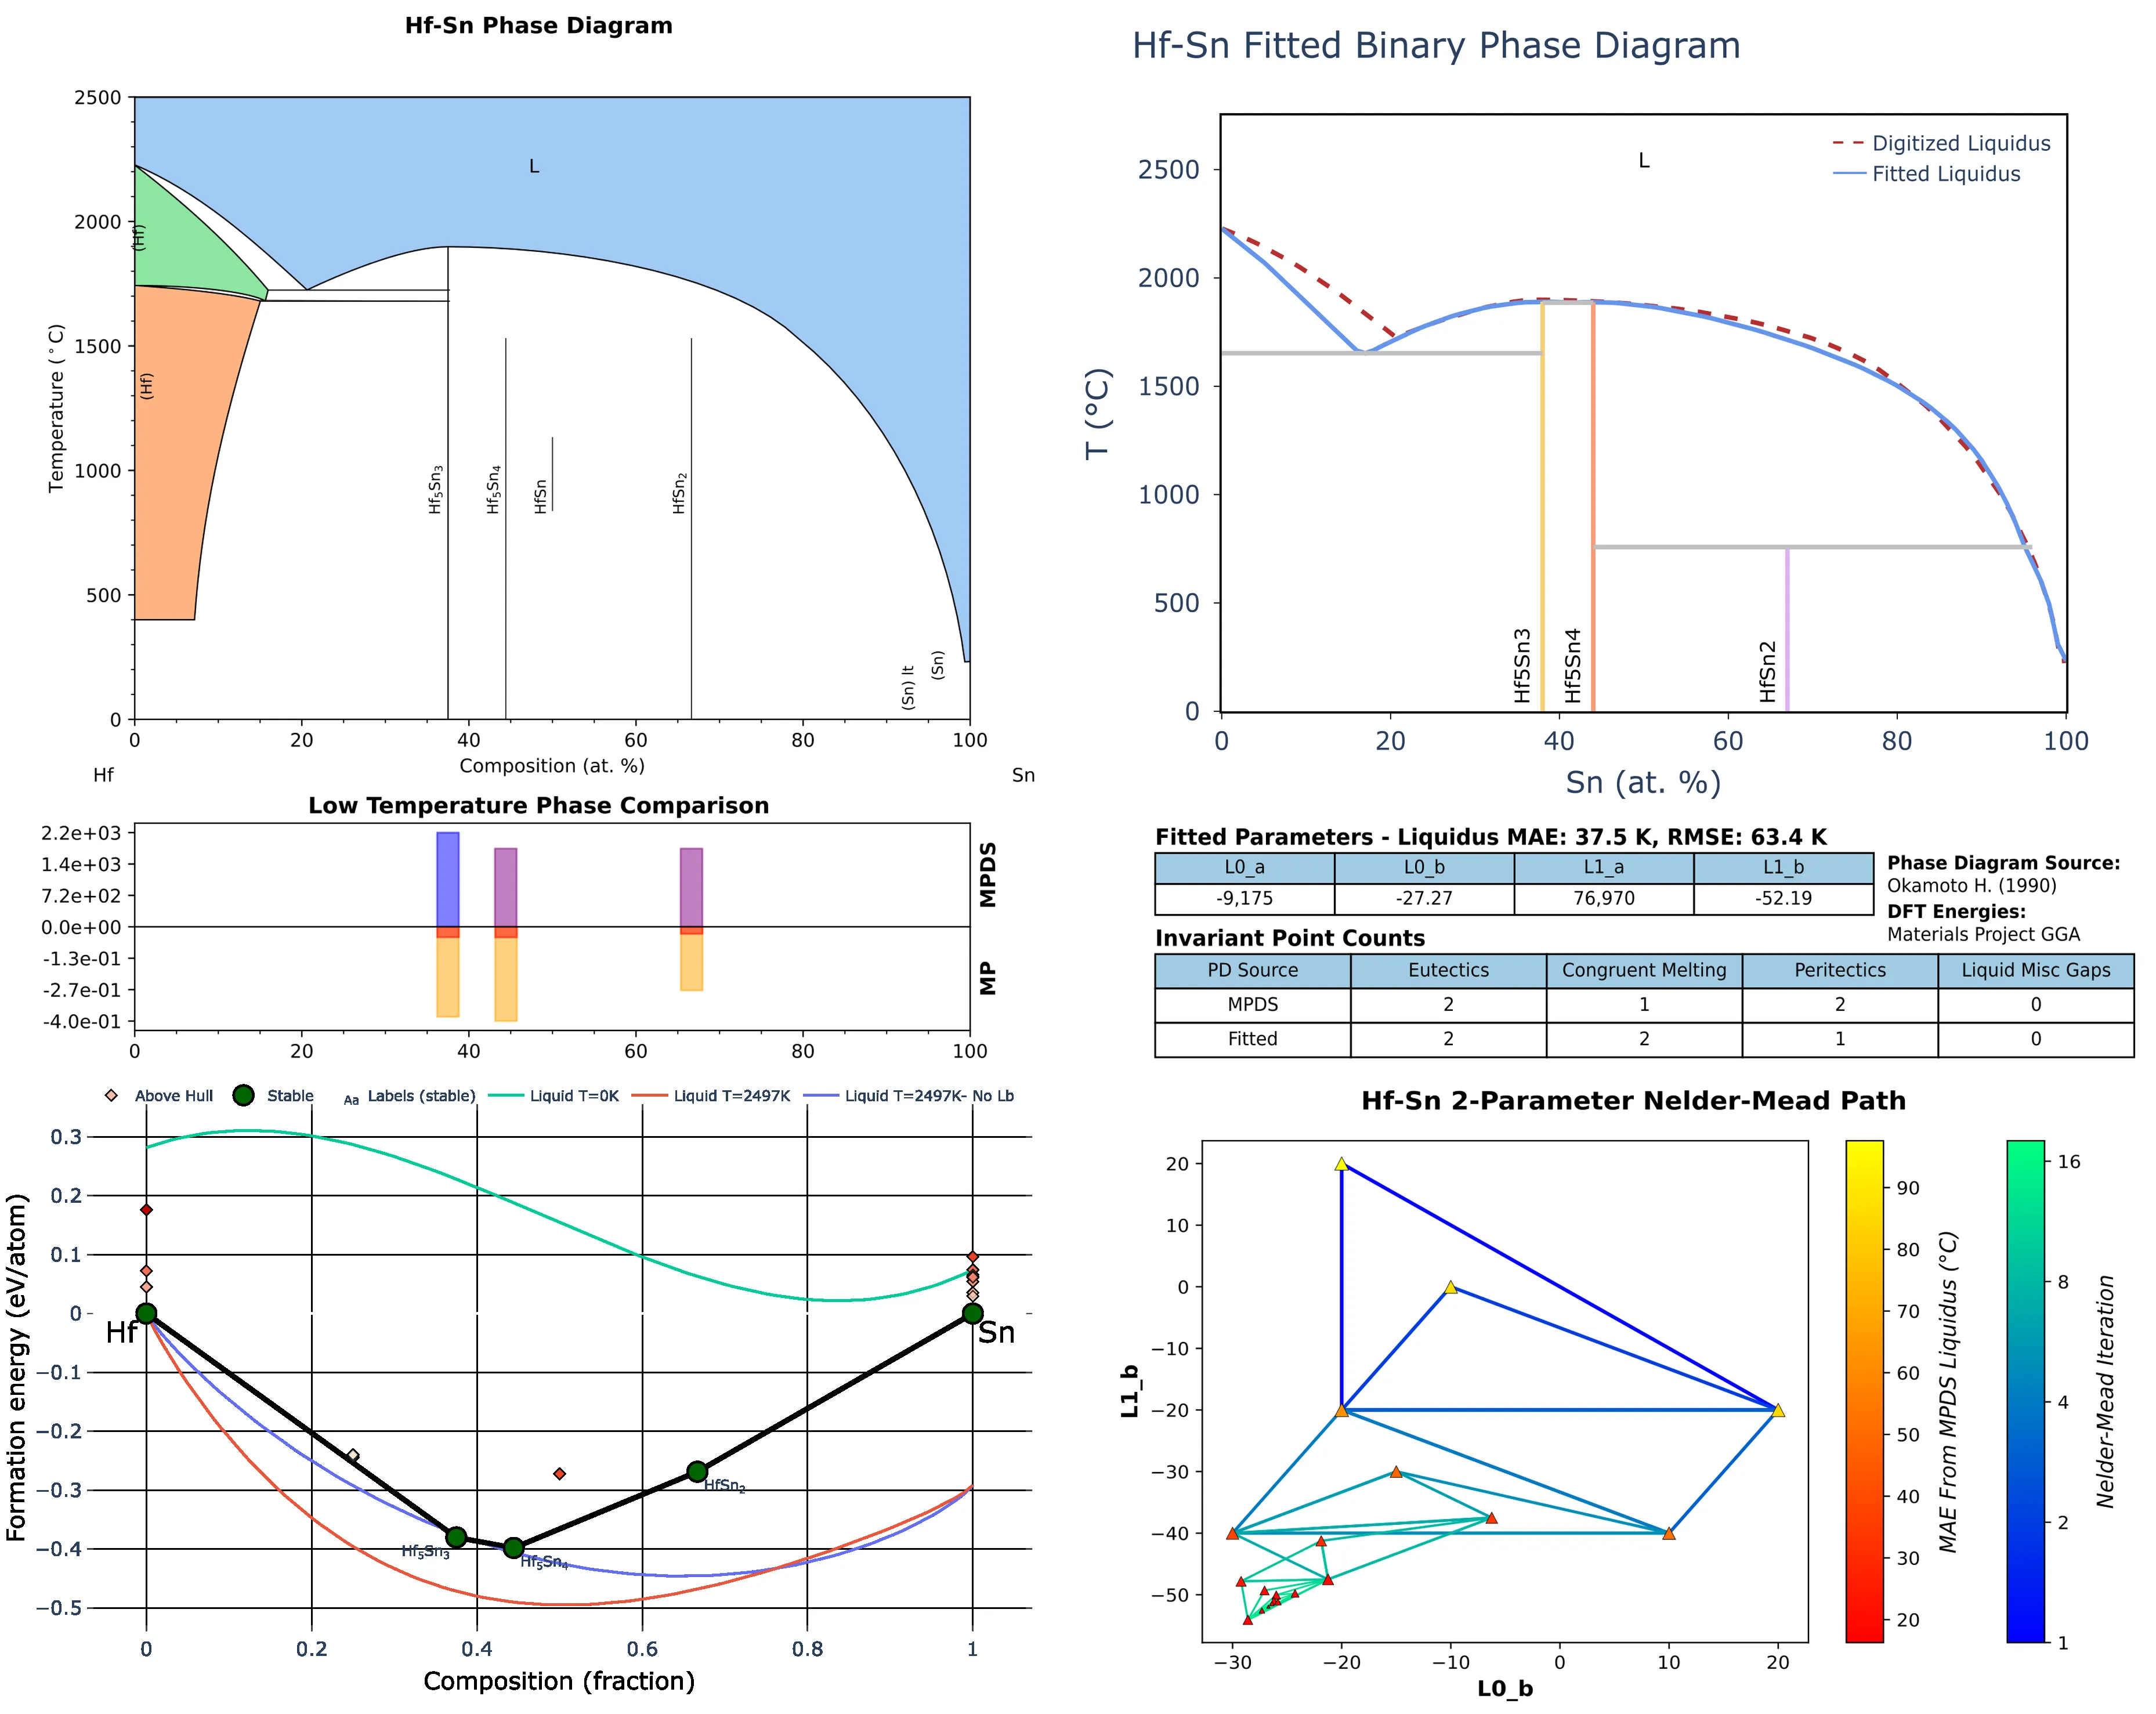 Hf-Sn Phase Diagram
2500
2000
1500
1000
500
0
Temperature (°C)
L
(Hf)
(Hf)
Hf5Sn3
Hf5Sn4
HfSn
HfSn2
(Sn) lt
(Sn)
0 20 40 60 80 100
Composition (at. %)
Hf
Sn
Hf-Sn Fitted Binary Phase Diagram
L
Digitized Liquidus
Fitted Liquidus
2500
2000
1500
1000
500
0
T (°C)
Hf5Sn3
Hf5Sn4
HfSn2
0 20 40 60 80 100
Sn (at. %)
Low Temperature Phase Comparison
2.2e+03
1.4e+03
7.2e+02
0.0e+00
-1.3e-01
-2.7e-01
-4.0e-01
MPDS
MP
0 20 40 60 80 100
Fitted Parameters - Liquidus MAE: 37.5 K, RMSE: 63.4 K
L0_a L0_b L1_a L1_b
-9,175 -27.27 76,970 -52.19
Phase Diagram Source:
Okamoto H. (1990)
DFT Energies:
Materials Project GGA
Invariant Point Counts
PD Source Eutectics Congruent Melting Peritectics Liquid Misc Gaps
MPDS 2 1 2 0
Fitted 2 2 1 0
Above Hull Stable Aa Labels (stable) Liquid T=0K Liquid T=2497K Liquid T=2497K- No Lb
0.3
0.2
0.1
0
−0.1
−0.2
−0.3
−0.4
−0.5
Formation energy (eV/atom)
Hf
Sn
HfSn2
Hf5Sn3
Hf5Sn4
0 0.2 0.4 0.6 0.8 1
Composition (fraction)
Hf-Sn 2-Parameter Nelder-Mead Path
20
10
0
−10
−20
−30
−40
−50
L1_b
−30 −20 −10 0 10 20
L0_b
90
80
70
60
50
40
30
20
MAE From MPDS Liquidus (°C)
16
8
4
2
1
Nelder-Mead Iteration